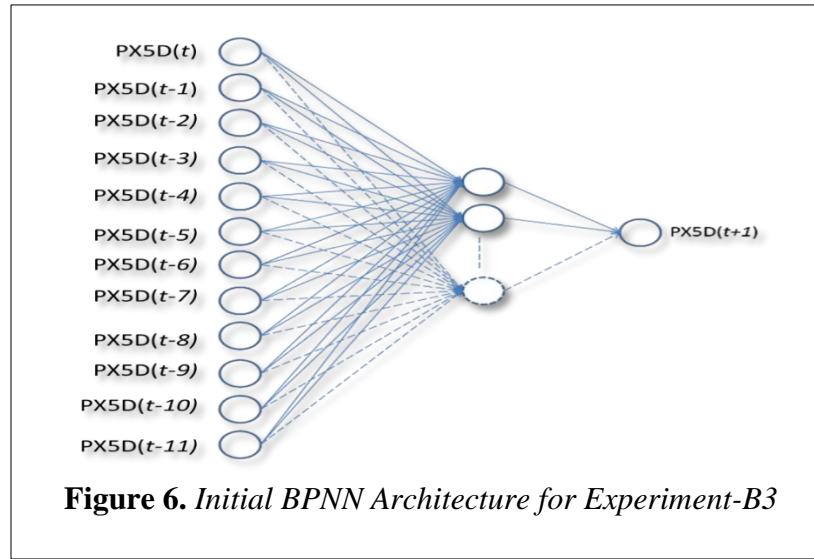 PX5D(t)
PX5D(t-1)
PX5D(t-2)
PX5D(t-3)
PX5D(t-4)
PX5D(t-5)
PX5D(t-6)
PX5D(t-7)
PX5D(t-8)
PX5D(t-9)
PX5D(t-10)
PX5D(t-11)
PX5D(t+1)
Figure 6. Initial BPNN Architecture for Experiment-B3